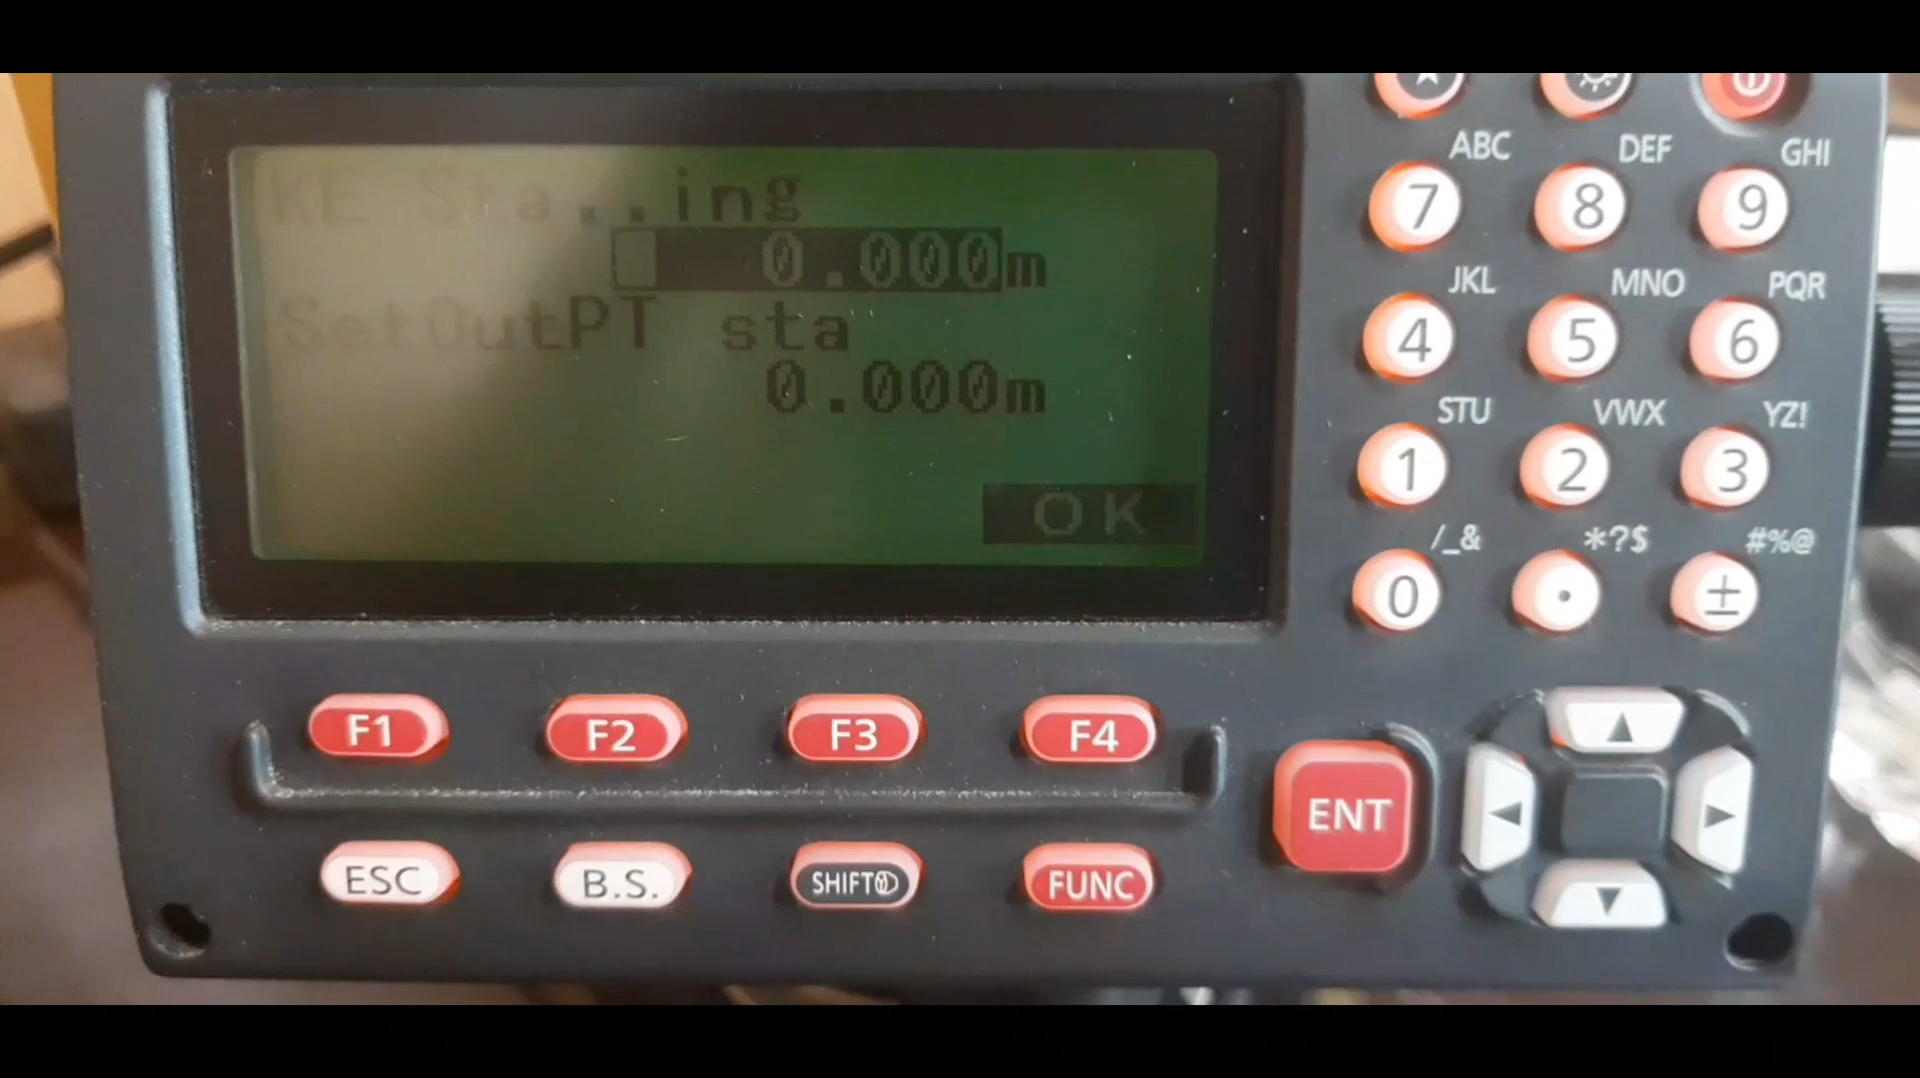 KE Sta..ing
0.000m
SetOutPT sta
0.000m
OK
ABC DEF GHI
7 8 9
JKL MNO PQR
4 5 6
STU VWX YZ!
1 2 3
/_& *?$ #%@
0 . ±
F1 F2 F3 F4
ENT
ESC B.S. SHIFT FUNC